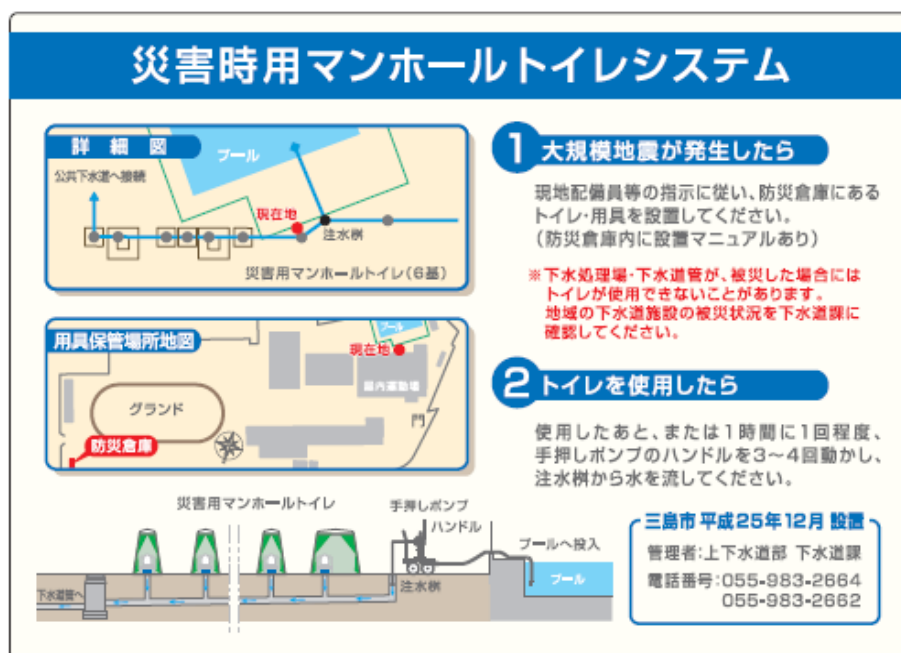 災害時用マンホールトイレシステム
詳細図
プール
公共下水道へ接続
現在地
注水桝
災害用マンホールトイレ(6基)
用具保管場所地図
プール
現在地
屋内運動場
グランド
門
防災倉庫
1 大規模地震が発生したら
現地配備員等の指示に従い、防災倉庫にある
トイレ・用具を設置してください。
(防災倉庫内に設置マニュアルあり)
※下水処理場・下水道管が、被災した場合には
トイレが使用できないことがあります。
地域の下水道施設の被災状況を下水道課に
確認してください。
2 トイレを使用したら
使用したあと、または1時間に1回程度、
手押しポンプのハンドルを3〜4回動かし、
注水桝から水を流してください。
災害用マンホールトイレ
手押しポンプ
ハンドル
プールへ投入
プール
注水桝
下水道管へ
三島市 平成25年12月 設置
管理者:上下水道部 下水道課
電話番号:055-983-2664
055-983-2662